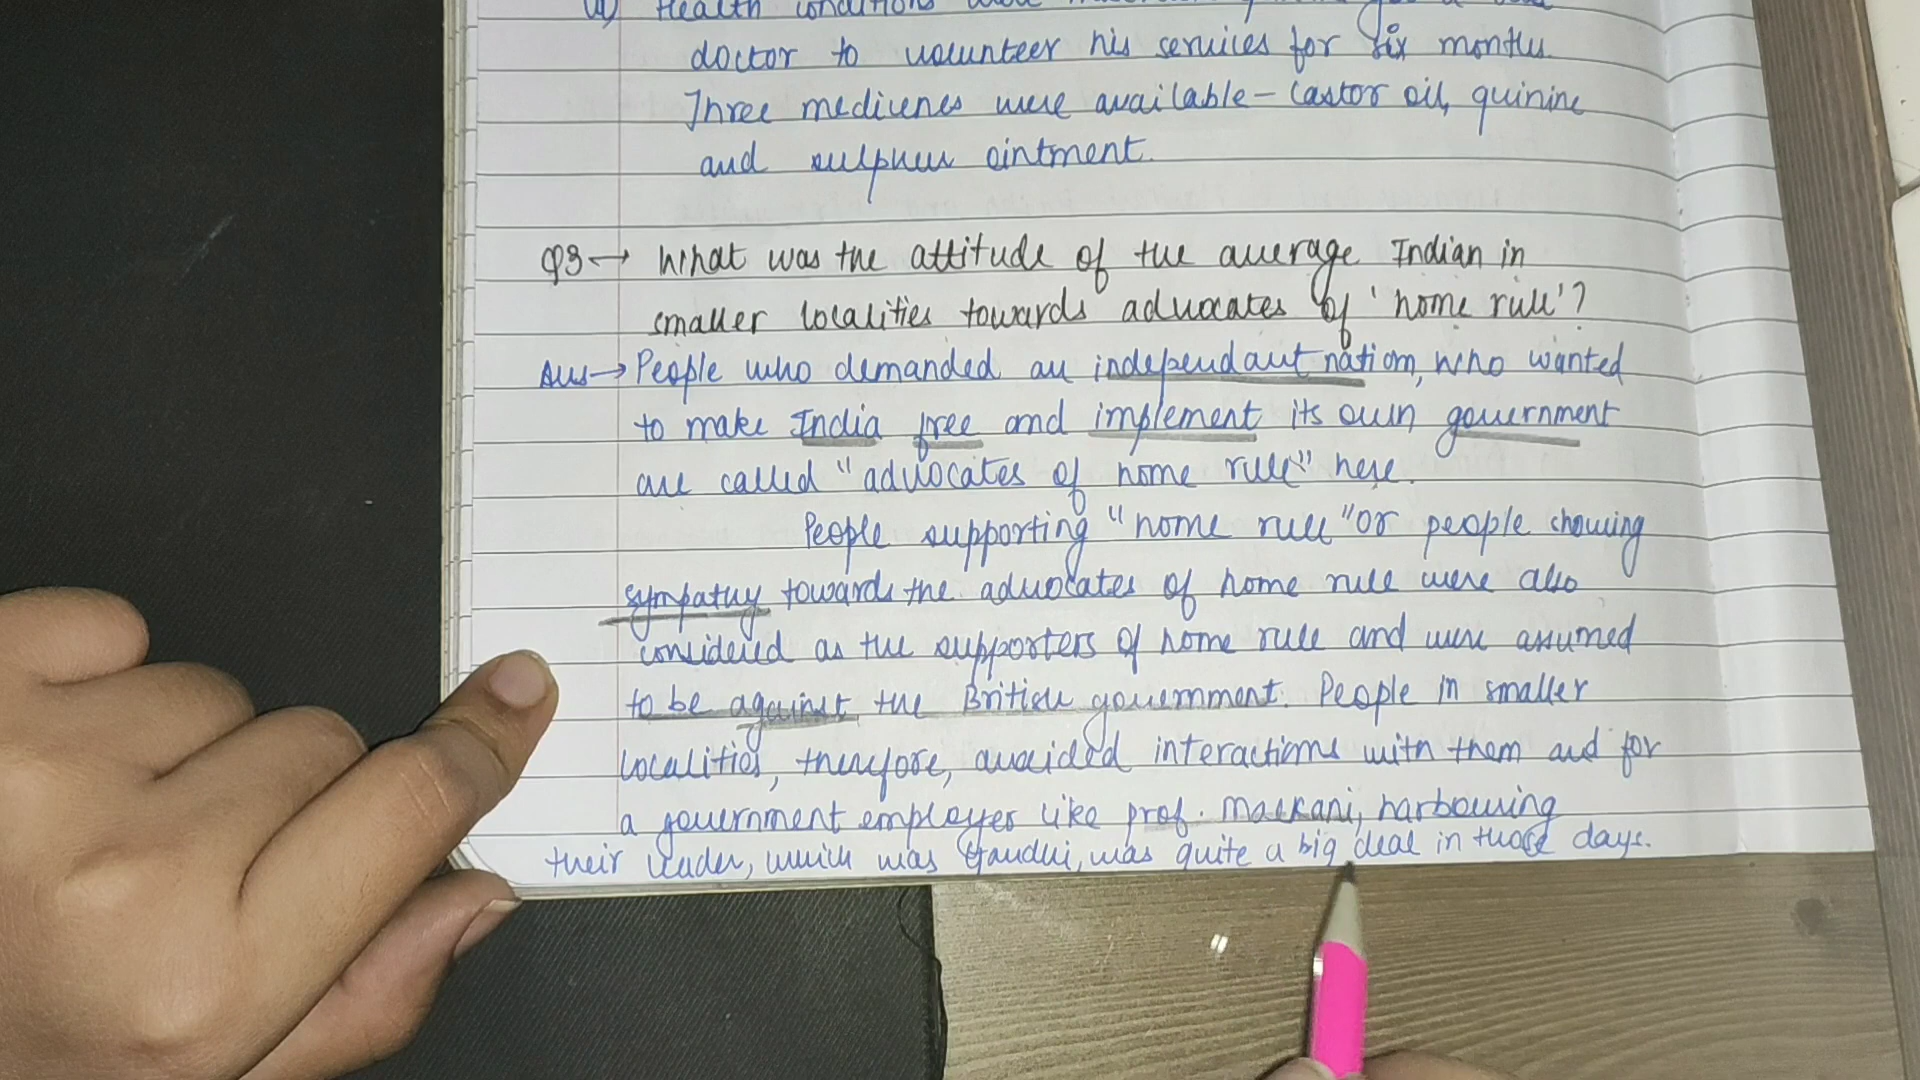 Health conditions
doctor to volunteer his services for six months.
Three medicines were available - Castor oil, quinine
and sulphur ointment.
Q3→ What was the attitude of the average Indian in
smaller localities towards advocates of 'home rule'?
Ans→ People who demanded an independant nation, who wanted
to make India free and implement its own government
are called "advocates of home rule" here.
People supporting "home rule" or people showing
sympathy towards the advocates of home rule were also
considered as the supporters of home rule and were assumed
to be against the British government. People in smaller
localities, therefore, avoided interactions with them and for
a government employee like prof. Malkani, harbouring
their leader, which was Gandhi, was quite a big deal in those days.